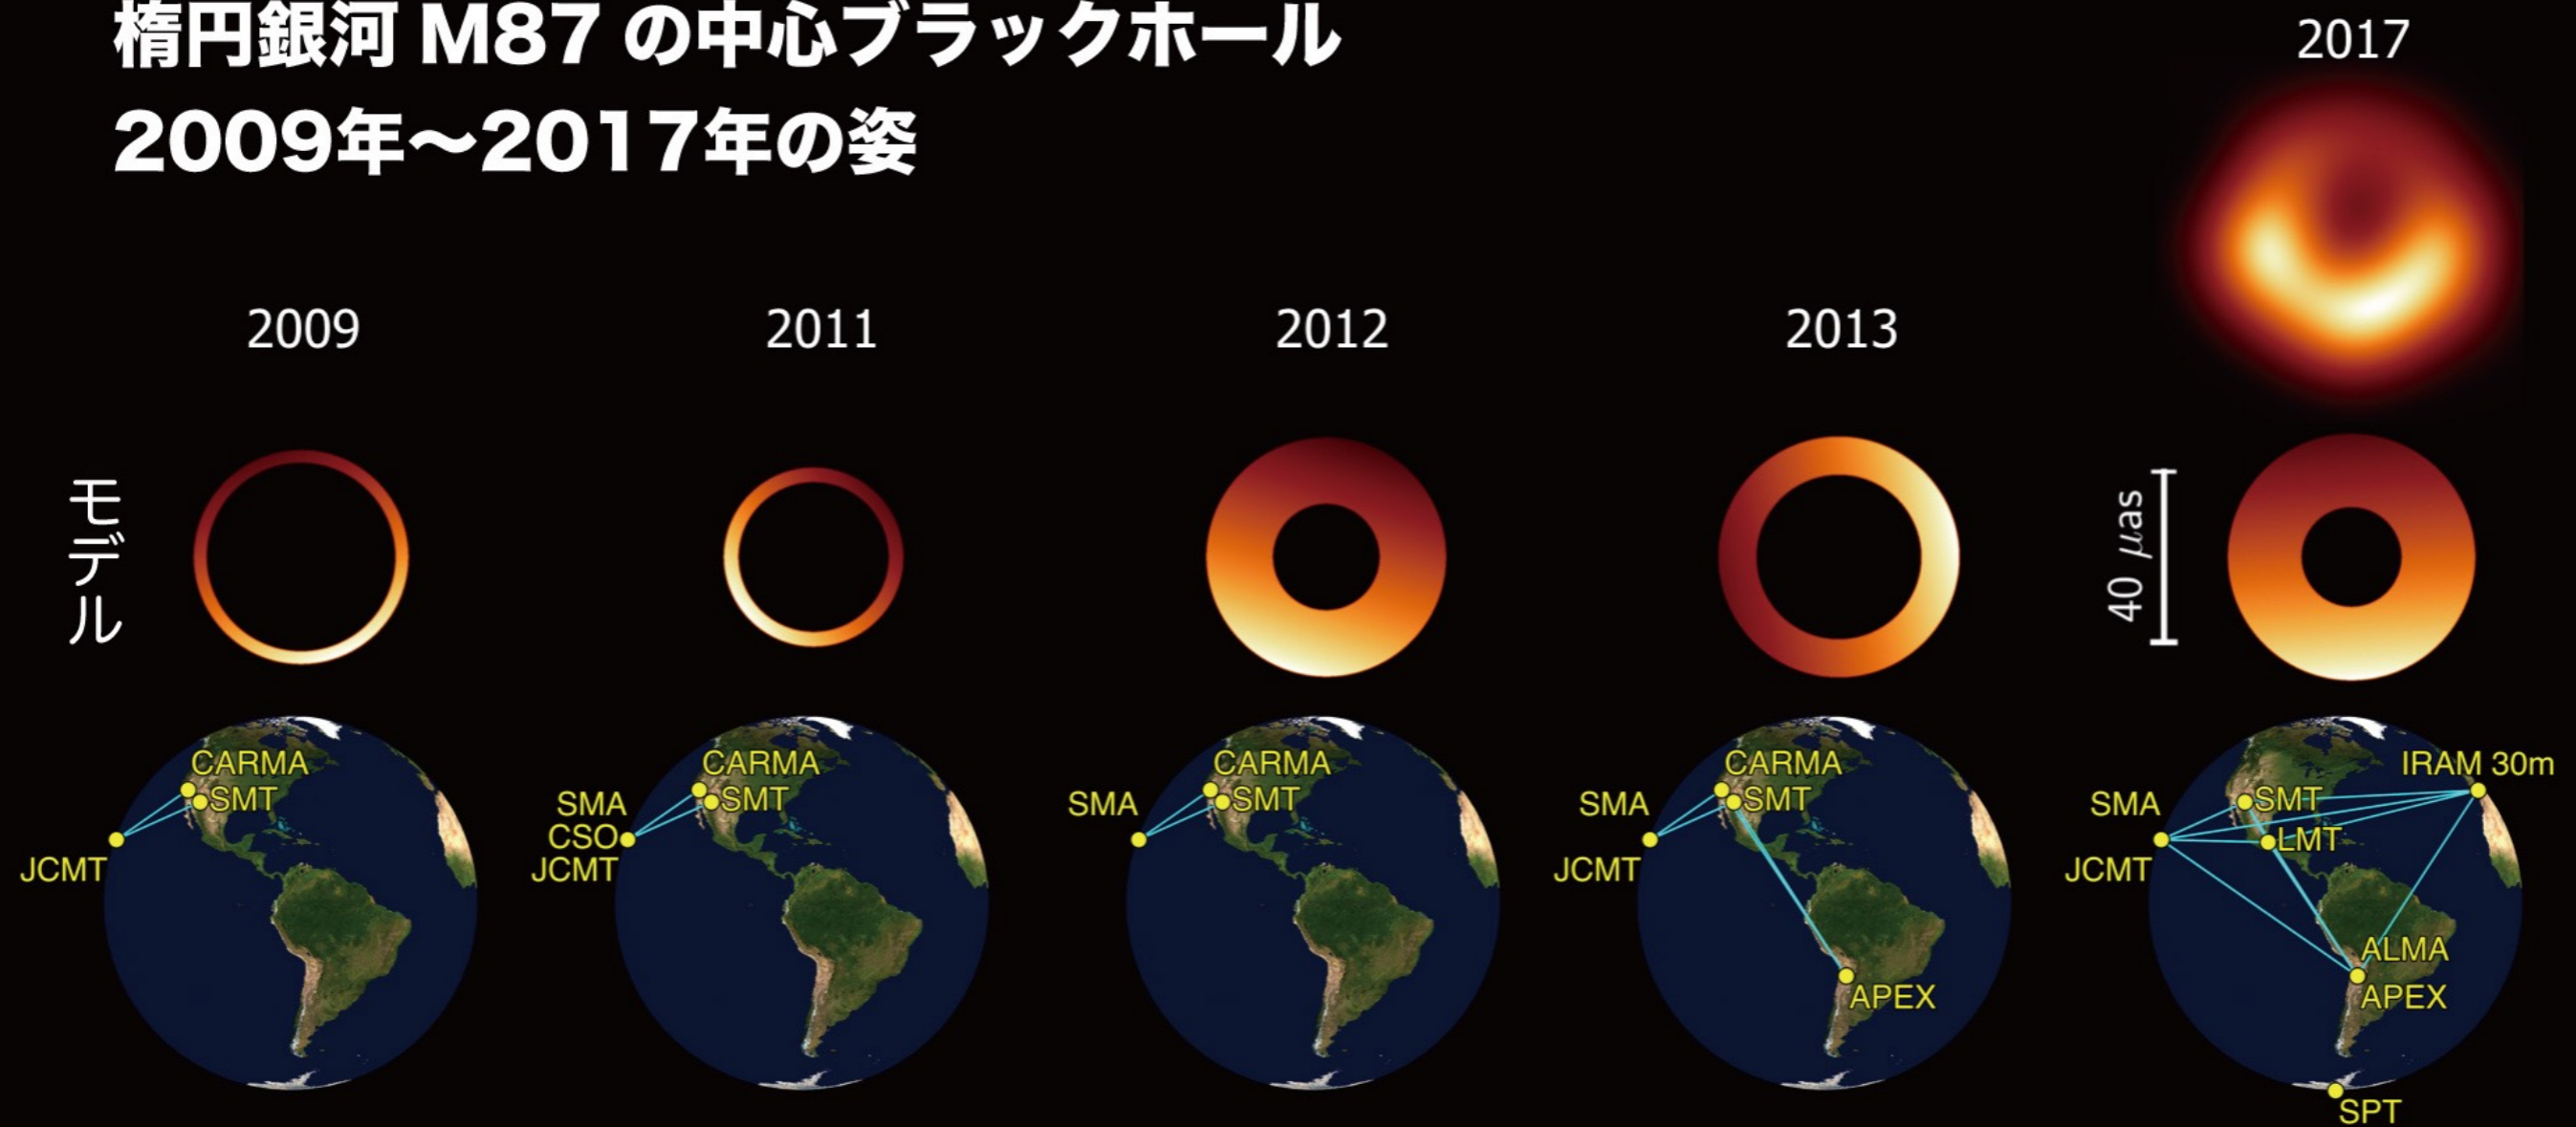 楕円銀河 M87 の中心ブラックホール
2009年〜2017年の姿
2017
2009
2011
2012
2013
モデル
40 μas
CARMA
SMT
JCMT
CARMA
SMA
SMT
CSO
JCMT
CARMA
SMA
SMT
CARMA
SMA
SMT
JCMT
APEX
IRAM 30m
SMA
SMT
LMT
JCMT
ALMA
APEX
SPT